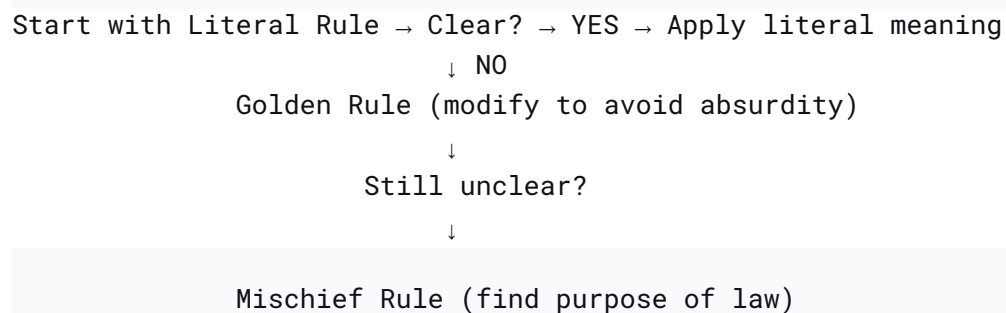 Start with Literal Rule → Clear? → YES → Apply literal meaning
↓ NO
Golden Rule (modify to avoid absurdity)
↓
Still unclear?
↓
Mischief Rule (find purpose of law)